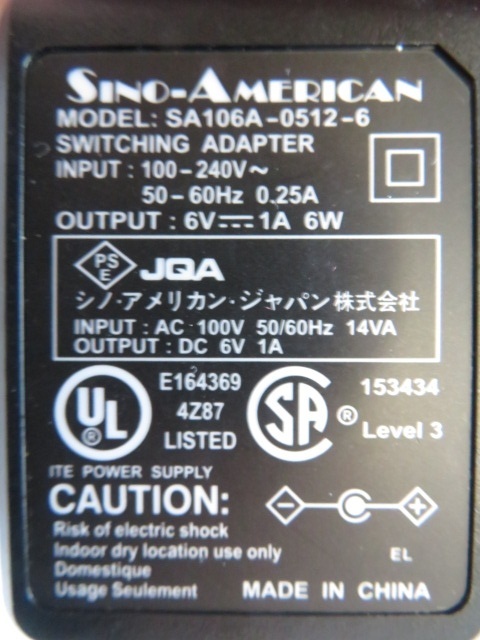 SINO-AMERICAN
MODEL: SA106A-0512-6
SWITCHING ADAPTER
INPUT : 100-240V~
50-60Hz 0.25A
OUTPUT : 6V⎓1A 6W
PS
E
JQA
シノ・アメリカン・ジャパン株式会社
INPUT : AC 100V 50/60Hz 14VA
OUTPUT : DC 6V 1A
UL
®
E164369
4Z87
LISTED
SA
®
153434
Level 3
ITE POWER SUPPLY
CAUTION:
Risk of electric shock
Indoor dry location use only
EL
Domestique
Usage Seulement
MADE IN CHINA